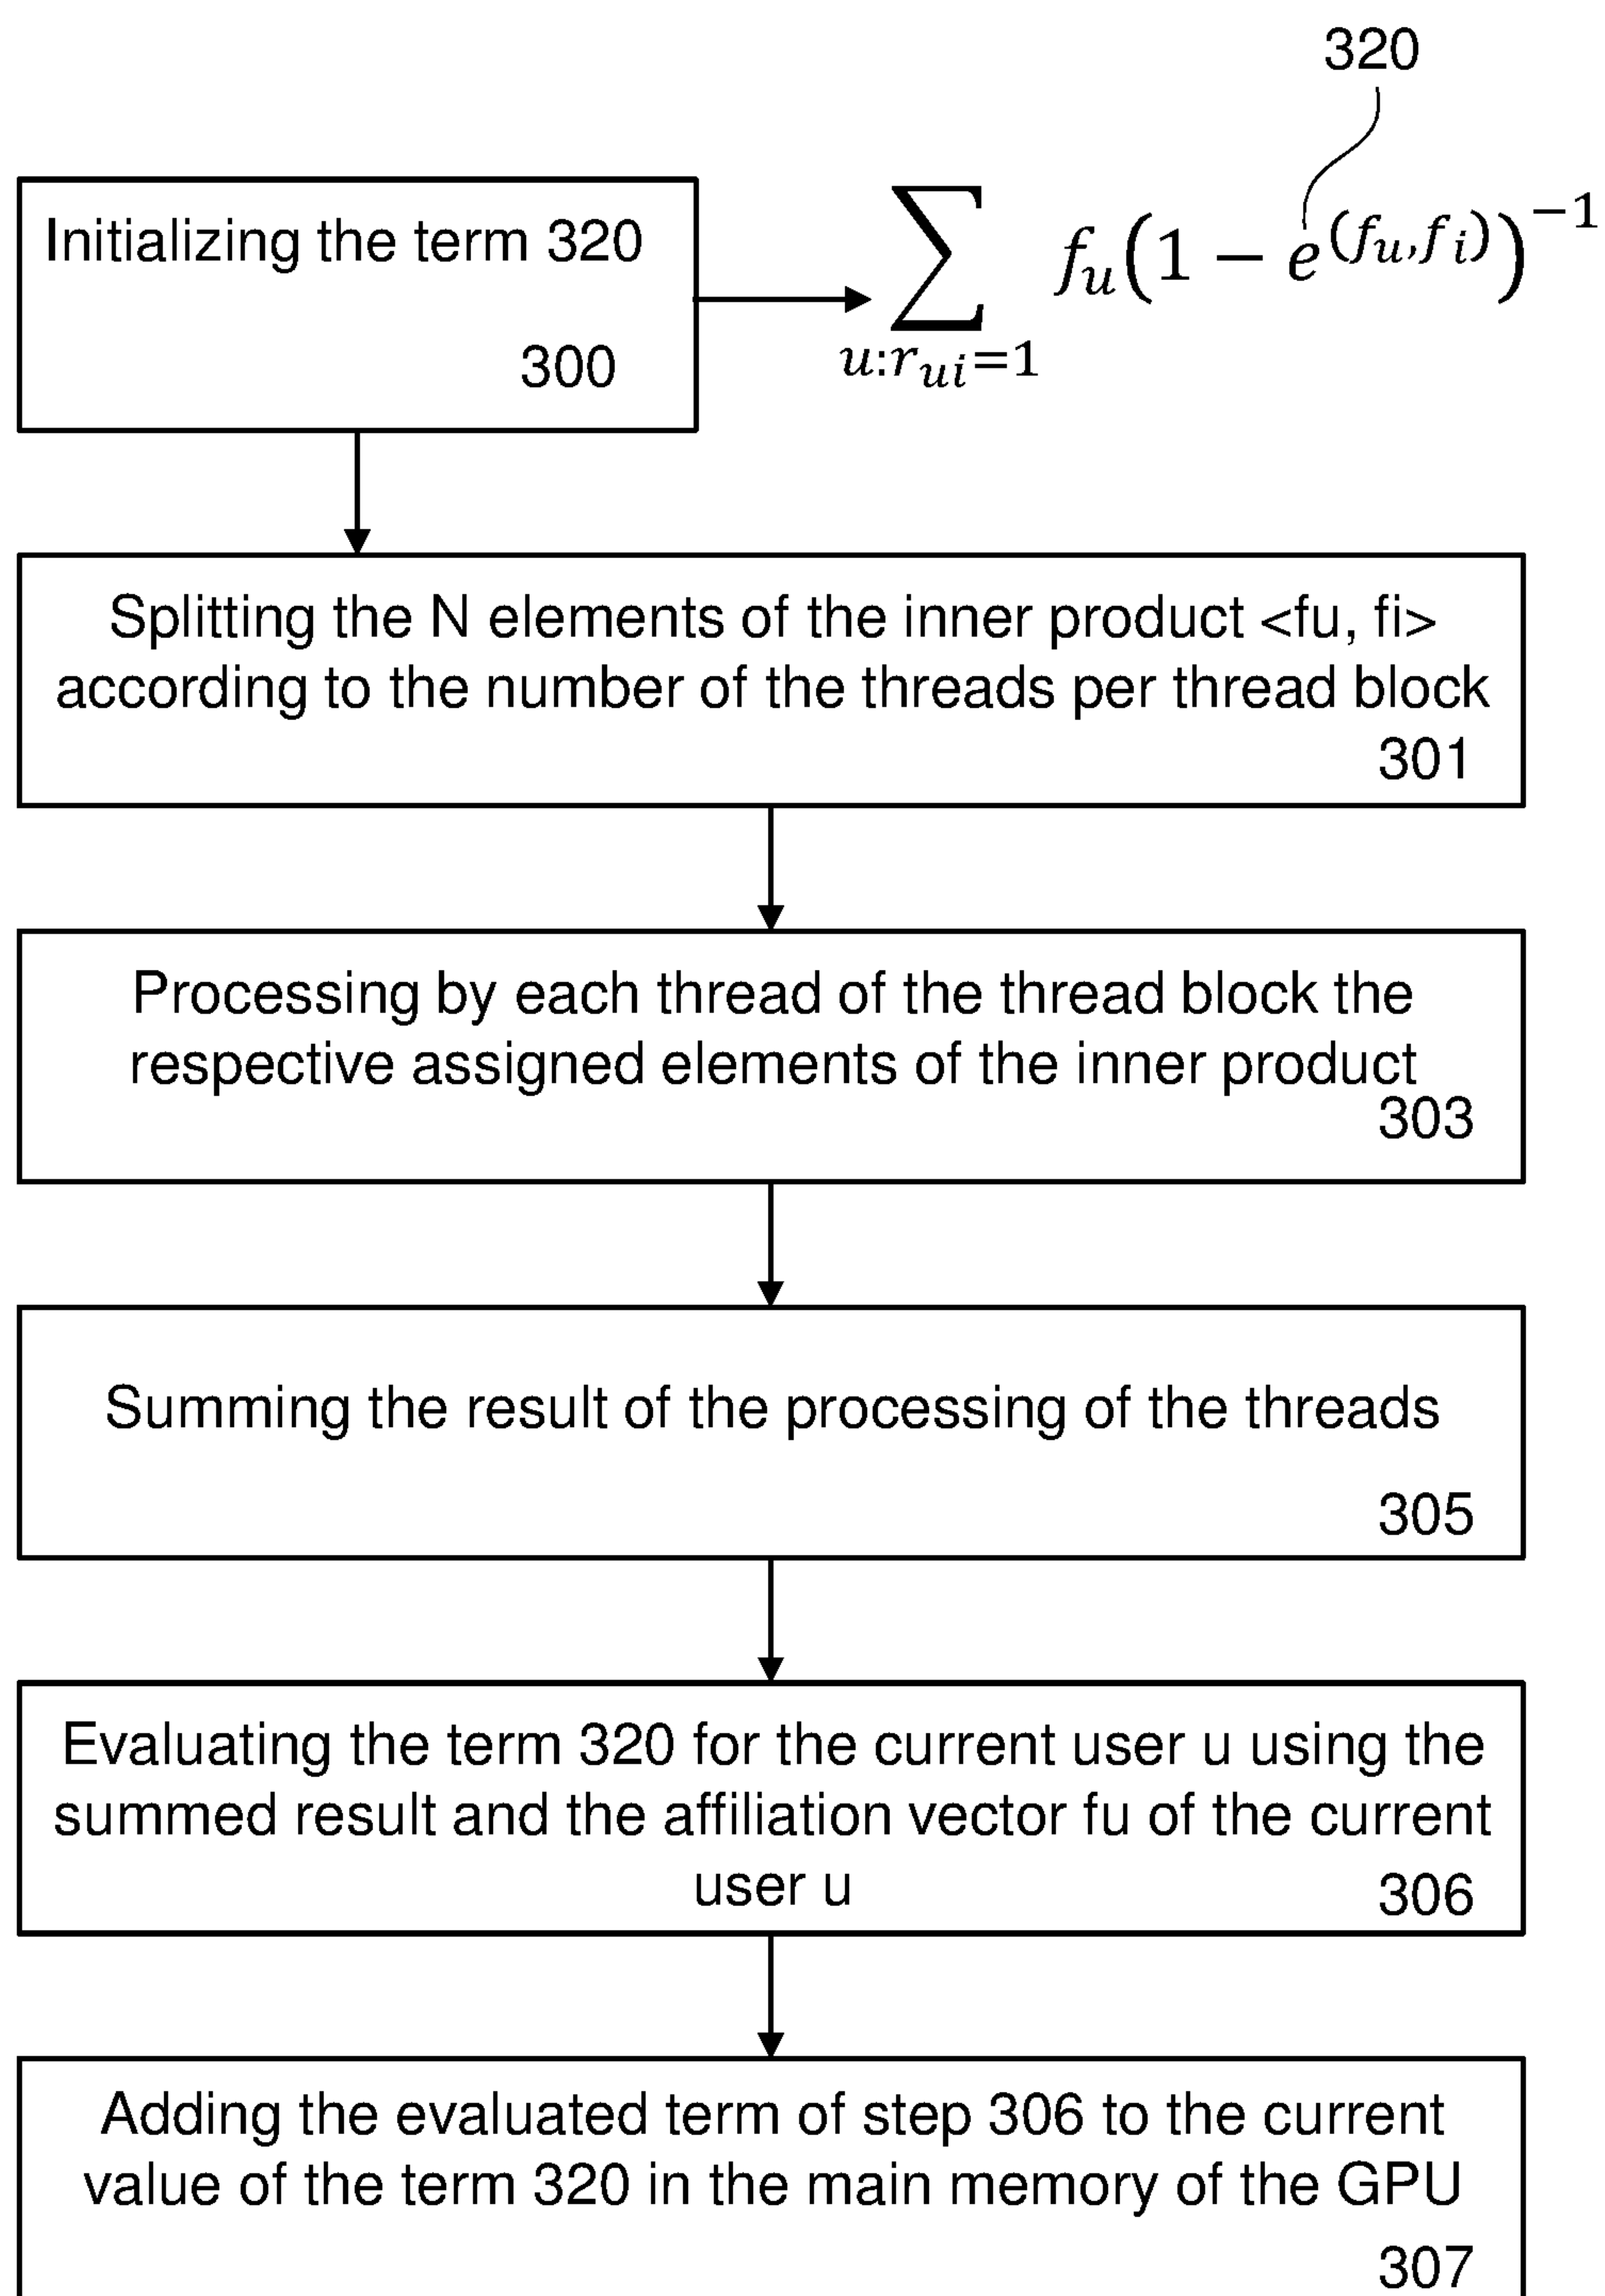 320
Initializing the term 320
300
∑ f_u(1 − e^(f_u,f_i))^−1
u:r_ui=1
Splitting the N elements of the inner product <fu, fi>
according to the number of the threads per thread block
301
Processing by each thread of the thread block the
respective assigned elements of the inner product
303
Summing the result of the processing of the threads
305
Evaluating the term 320 for the current user u using the
summed result and the affiliation vector fu of the current
user u
306
Adding the evaluated term of step 306 to the current
value of the term 320 in the main memory of the GPU
307